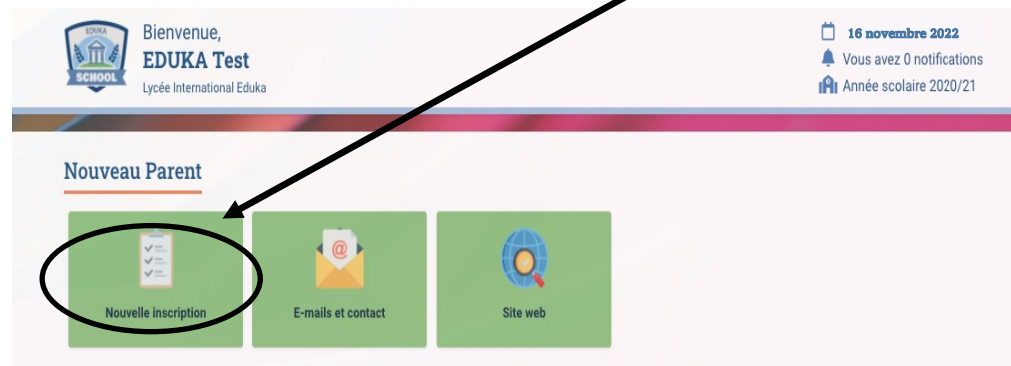 EDUKA
SCHOOL
Bienvenue,
EDUKA Test
Lycée International Eduka
16 novembre 2022
Vous avez 0 notifications
Année scolaire 2020/21
Nouveau Parent
Nouvelle inscription
@
E-mails et contact
Site web